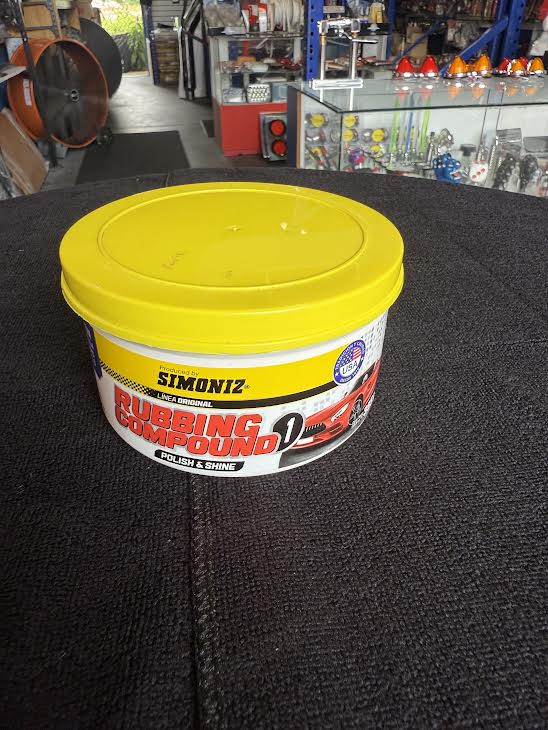 Produced by
SIMONIZ®
LINEA ORIGINAL
RUBBING
COMPOUND 1
POLISH & SHINE
USA